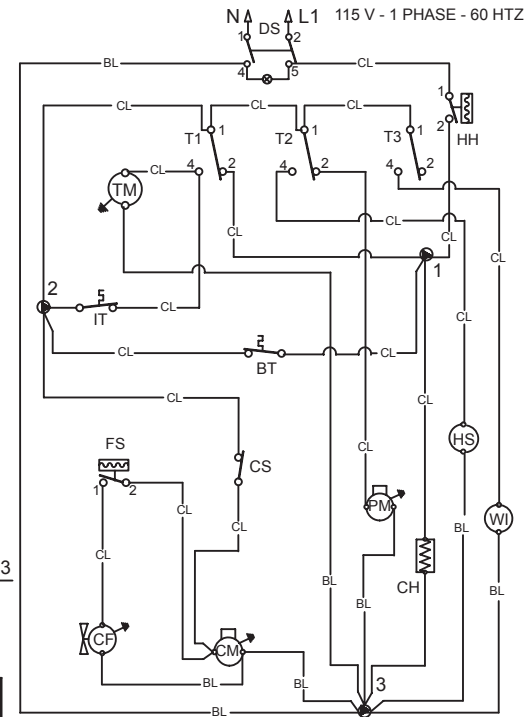 N L1 115 V - 1 PHASE - 60 HTZ
DS
1 2
4 5
BL CL
1
2
HH
CL CL CL
T1 1 T2 1 T3 1
4 2 4 2 4 2
CL
TM
CL
CL CL CL
1
2
CL
IT
CL
CL CL
BT
CL
CL
CL
FS
CS
HS
1 2
CL
CL CL
PM
WI
CL
3
CH
BL BL BL
CF
CM
BL
BL BL
3
BL